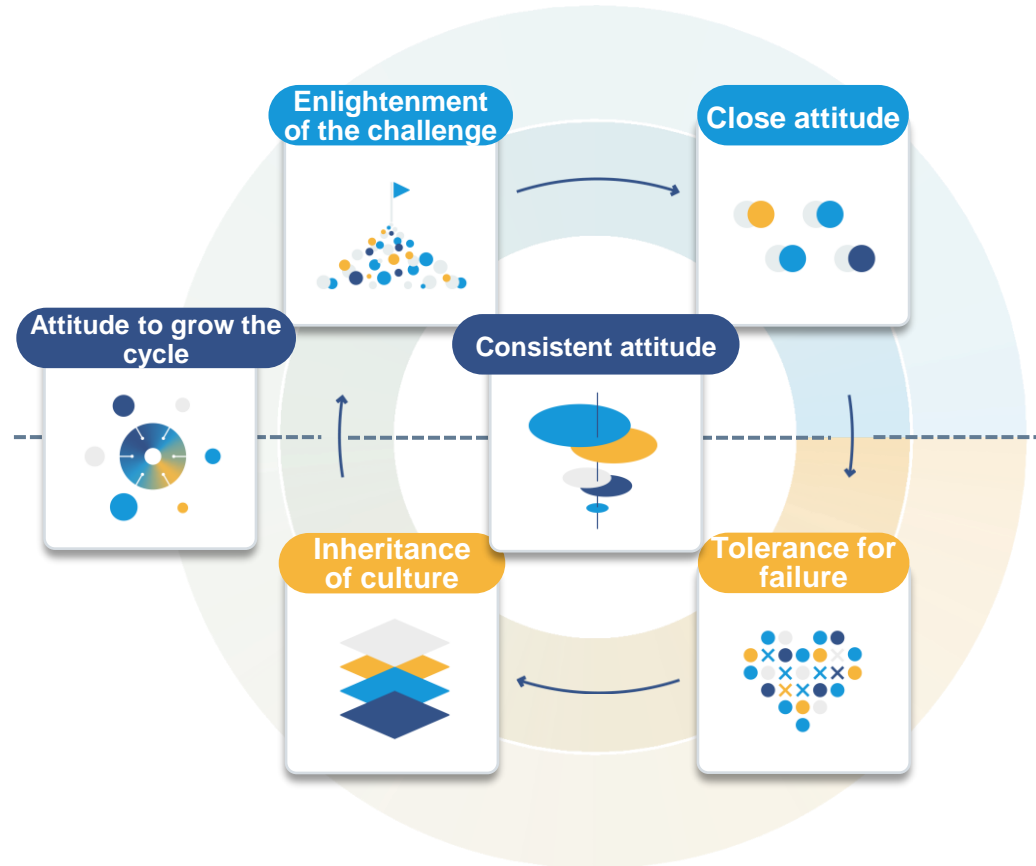 Enlightenment
of the challenge
Close attitude
Attitude to grow the
cycle
Consistent attitude
Inheritance
of culture
Tolerance for
failure